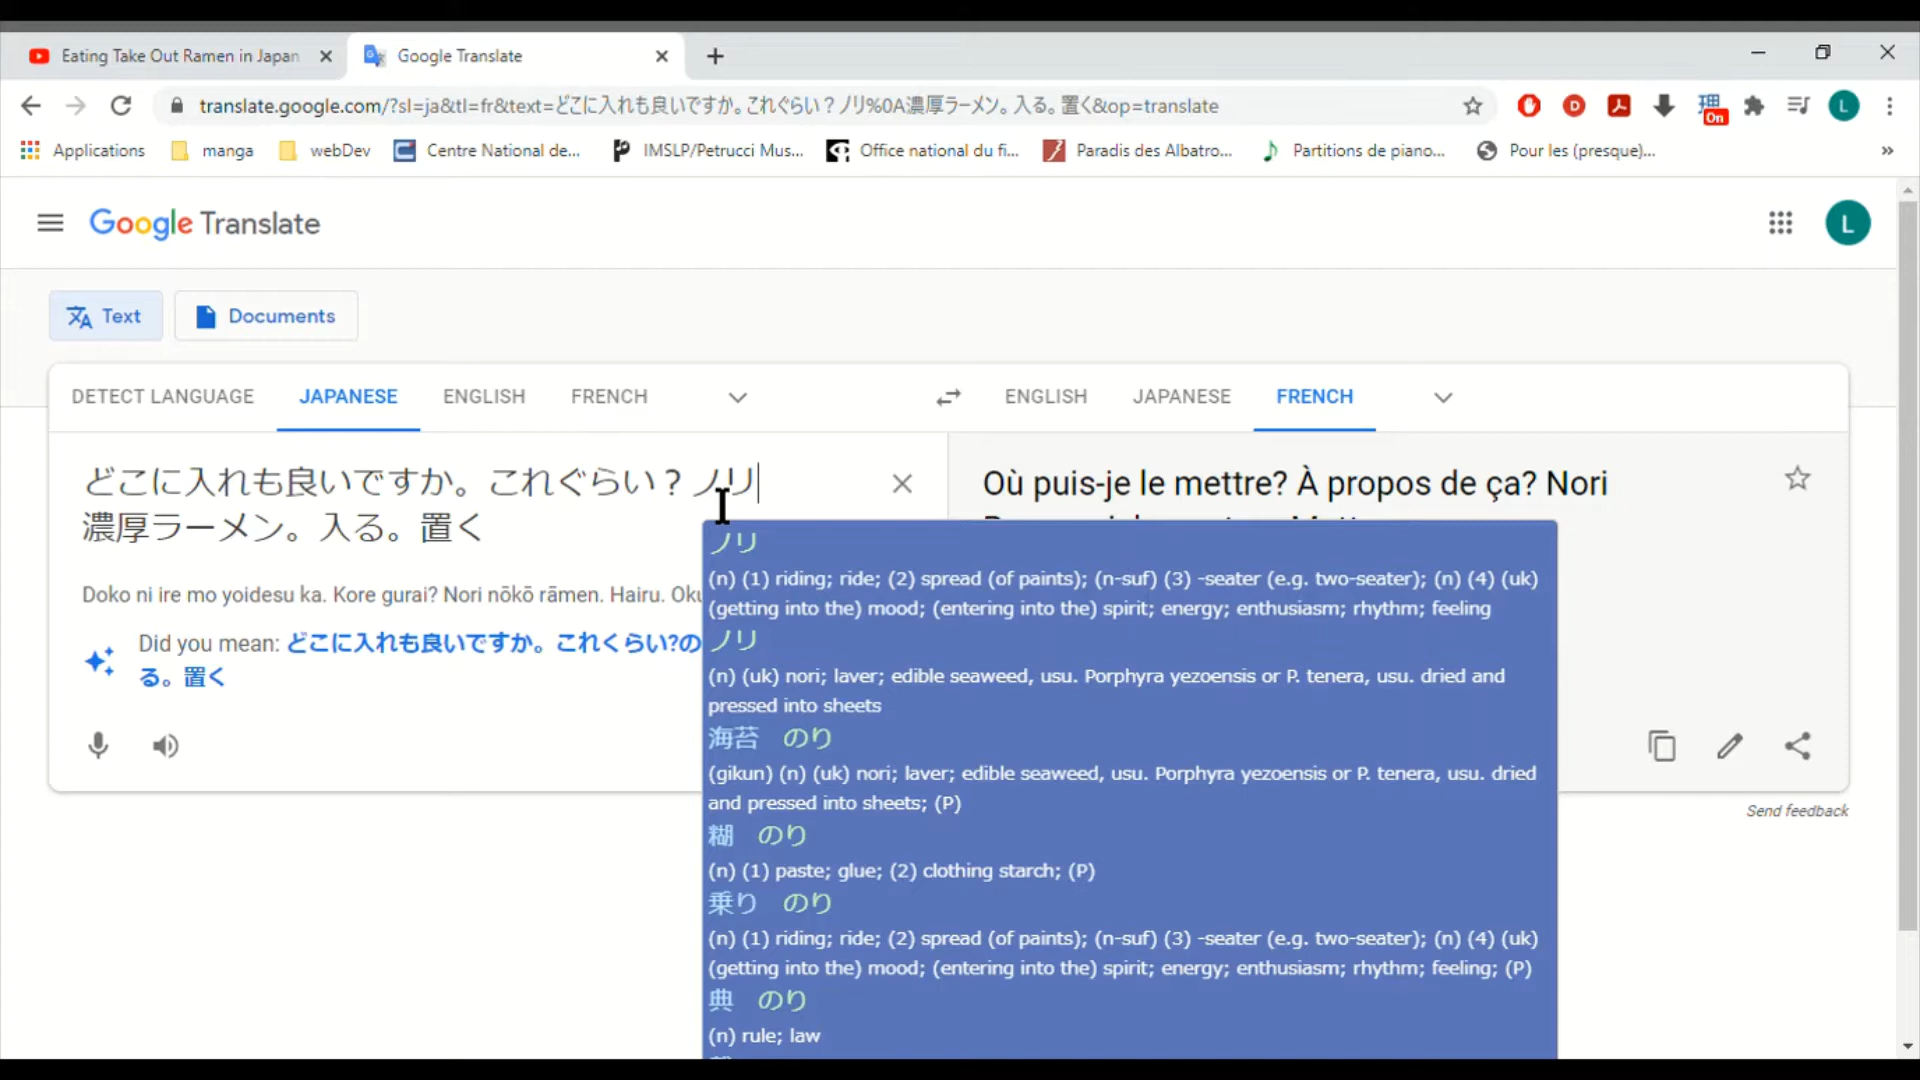 Eating Take Out Ramen in Japan
Google Translate
translate.google.com/?sl=ja&tl=fr&text=どこに入れも良いですか。これぐらい？ノリ%0A濃厚ラーメン。入る。置く&op=translate
D
On
L
Applications
manga
webDev
Centre National de...
IMSLP/Petrucci Mus...
Office national du fi...
Paradis des Albatro...
Partitions de piano...
Pour les (presque)...
»
Google Translate
L
Text
Documents
DETECT LANGUAGE
JAPANESE
ENGLISH
FRENCH
ENGLISH
JAPANESE
FRENCH
どこに入れも良いですか。これぐらい？ノリ
濃厚ラーメン。入る。置く
Où puis-je le mettre? À propos de ça? Nori
Doko ni ire mo yoidesu ka. Kore gurai? Nori nōkō rāmen. Hairu. Oku
Did you mean: どこに入れも良いですか。これくらい?の
る。置く
ノリ
(n) (1) riding; ride; (2) spread (of paints); (n-suf) (3) -seater (e.g. two-seater); (n) (4) (uk)
(getting into the) mood; (entering into the) spirit; energy; enthusiasm; rhythm; feeling
ノリ
(n) (uk) nori; laver; edible seaweed, usu. Porphyra yezoensis or P. tenera, usu. dried and
pressed into sheets
海苔 のり
(gikun) (n) (uk) nori; laver; edible seaweed, usu. Porphyra yezoensis or P. tenera, usu. dried
and pressed into sheets; (P)
糊 のり
(n) (1) paste; glue; (2) clothing starch; (P)
乗り のり
(n) (1) riding; ride; (2) spread (of paints); (n-suf) (3) -seater (e.g. two-seater); (n) (4) (uk)
(getting into the) mood; (entering into the) spirit; energy; enthusiasm; rhythm; feeling; (P)
典 のり
(n) rule; law
Send feedback